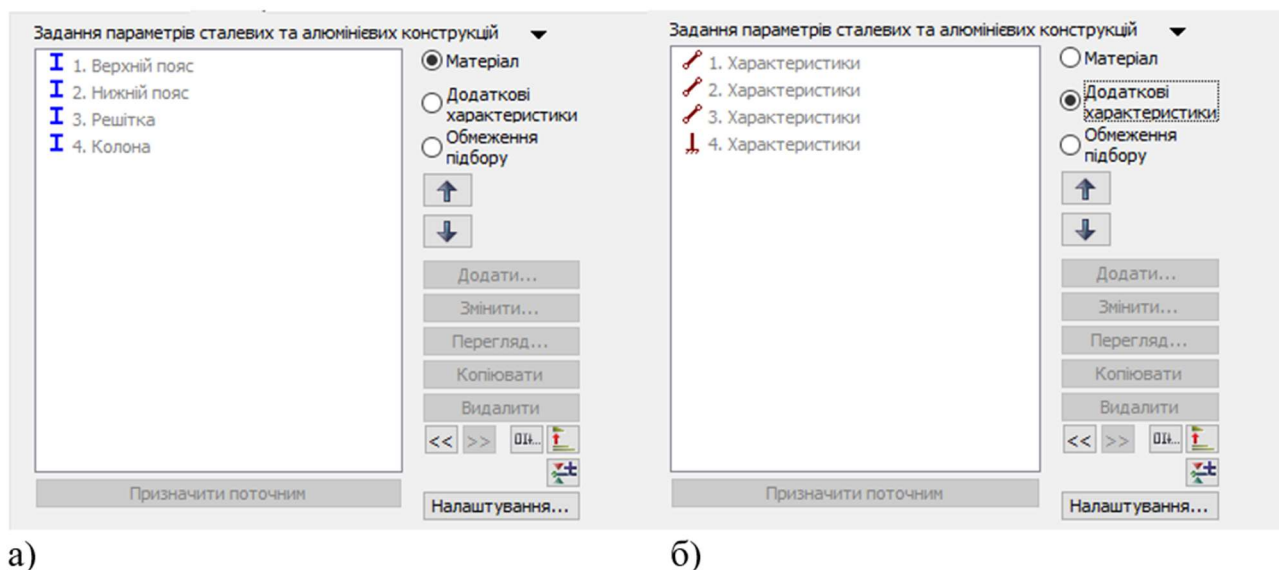 Задання параметрів сталевих та алюмінієвих конструкцій
1. Верхній пояс
2. Нижній пояс
3. Решітка
4. Колона
Матеріал
Додаткові
характеристики
Обмеження
підбору
Додати...
Змінити...
Перегляд...
Копіювати
Видалити
<< >>
Призначити поточним
Налаштування...
а)
Задання параметрів сталевих та алюмінієвих конструкцій
1. Характеристики
2. Характеристики
3. Характеристики
4. Характеристики
Матеріал
Додаткові
характеристики
Обмеження
підбору
Додати...
Змінити...
Перегляд...
Копіювати
Видалити
<< >>
Призначити поточним
Налаштування...
б)